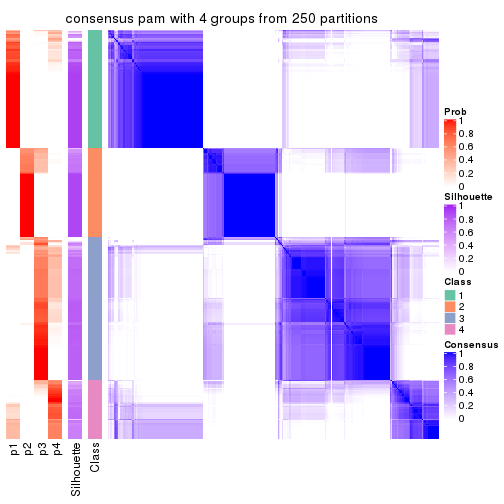 consensus pam with 4 groups from 250 partitions
Prob
1
0.8
0.6
0.4
0.2
0
Silhouette
1
0.8
0.6
0.4
0.2
0
Class
1
2
3
4
Consensus
1
0.8
0.6
0.4
0.2
0
p1
p2
p3
p4
Silhouette
Class